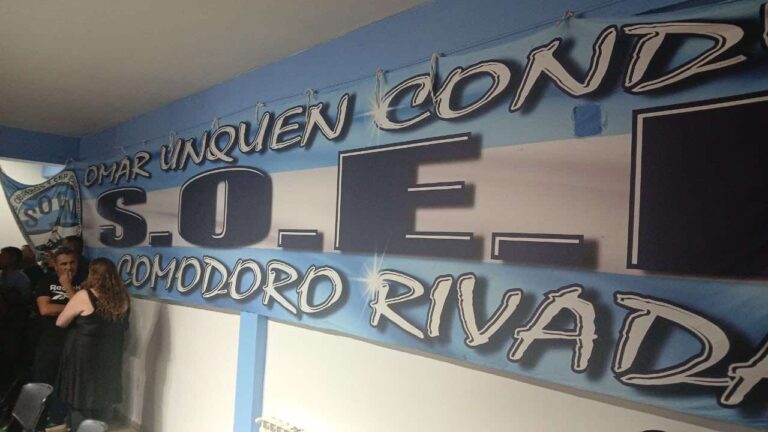 OMAR UNQUEN COND
S.O.E.
COMODORO RIVADA